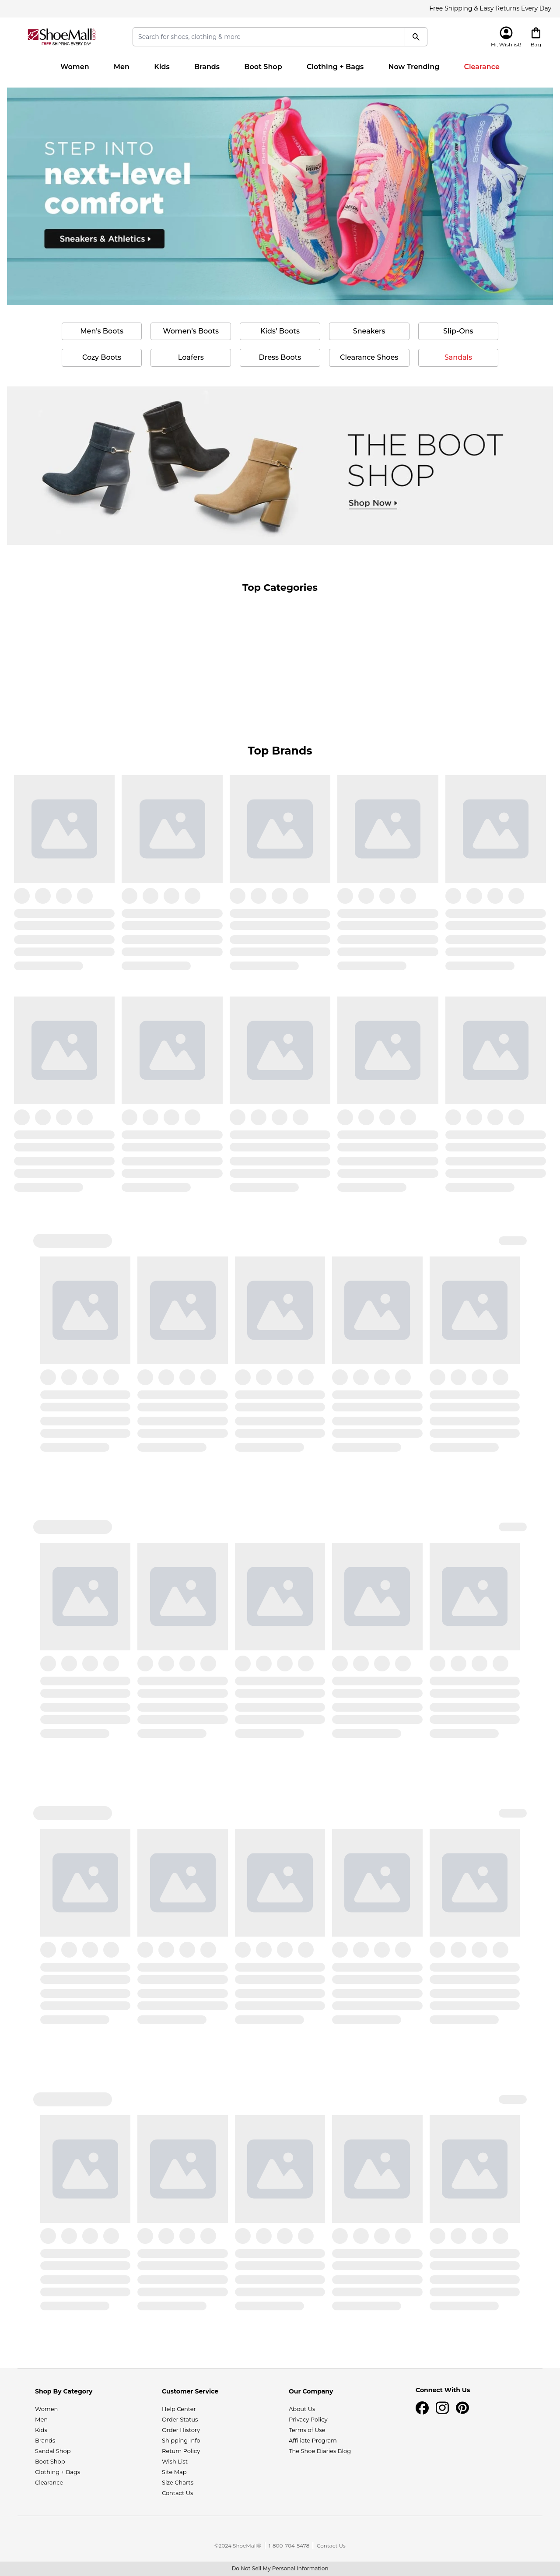 Free Shipping & Easy Returns Every Day
ShoeMall
FREE SHIPPING EVERY DAY
Search for shoes, clothing & more
Hi, Wishlist!
Bag
Women
Men
Kids
Brands
Boot Shop
Clothing + Bags
Now Trending
Clearance
STEP INTO
next-level
comfort
Sneakers & Athletics
SKECHERS
Men's Boots
Women's Boots
Kids' Boots
Sneakers
Slip-Ons
Cozy Boots
Loafers
Dress Boots
Clearance Shoes
Sandals
THE BOOT
SHOP
Shop Now
Top Categories
Top Brands
Shop By Category
Women
Men
Kids
Brands
Sandal Shop
Boot Shop
Clothing + Bags
Clearance
Customer Service
Help Center
Order Status
Order History
Shipping Info
Return Policy
Wish List
Site Map
Size Charts
Contact Us
Our Company
About Us
Privacy Policy
Terms of Use
Affiliate Program
The Shoe Diaries Blog
Connect With Us
©2024 ShoeMall®
1-800-704-5478
Contact Us
Do Not Sell My Personal Information